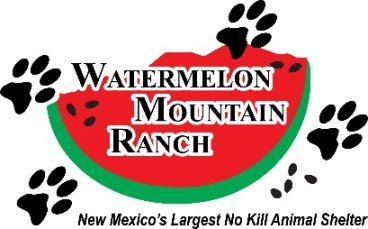 WATERMELON
MOUNTAIN
RANCH
New Mexico's Largest No Kill Animal Shelter